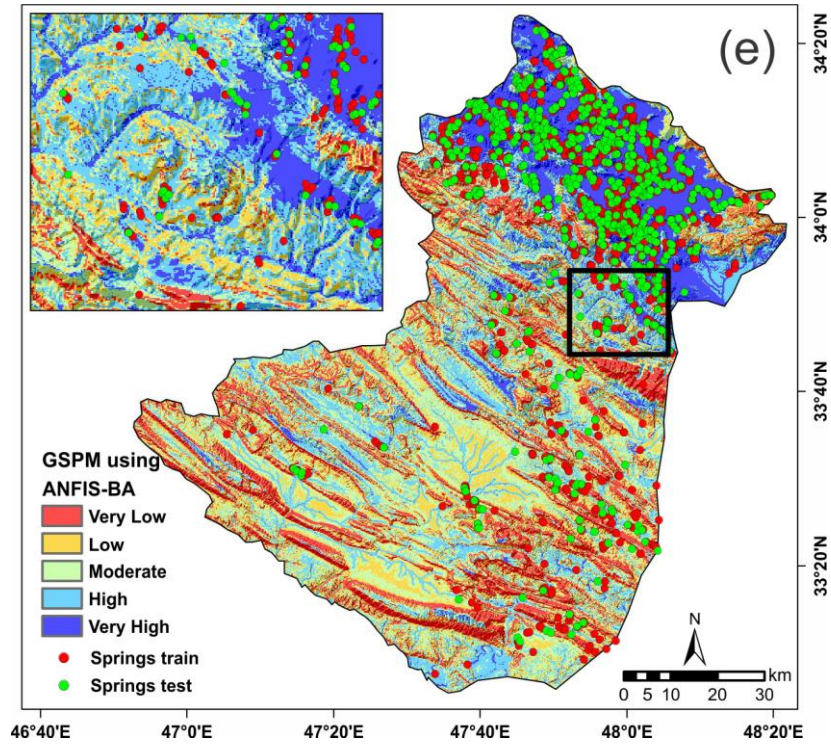 (e)
34°20'N
34°0'N
33°40'N
33°20'N
GSPM using
ANFIS-BA
Very Low
Low
Moderate
High
Very High
Springs train
Springs test
N
km
0 5 10 20 30
46°40'E 47°0'E 47°20'E 47°40'E 48°0'E 48°20'E